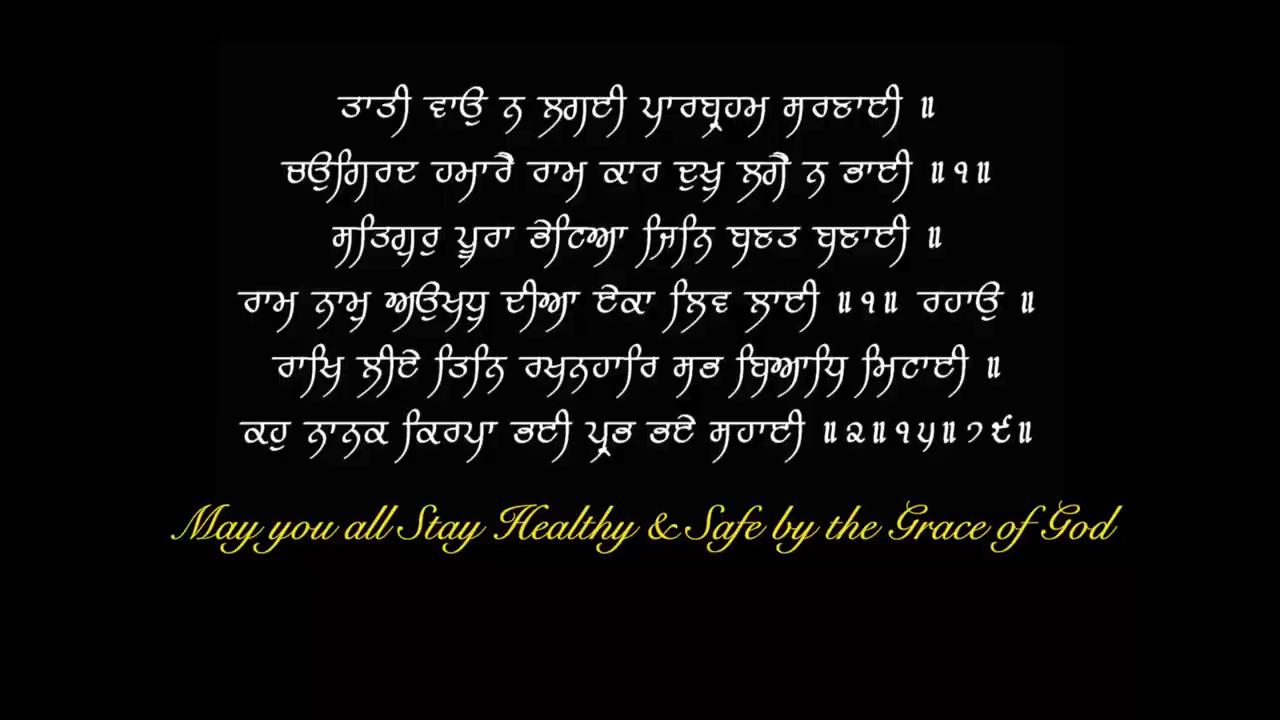 ਤਾਤੀ ਵਾਉ ਨ ਲਗਈ ਪਾਰਬ੍ਰਹਮ ਸਰਣਾਈ ॥
ਚਉਗਿਰਦ ਹਮਾਰੈ ਰਾਮ ਕਾਰ ਦੁਖੁ ਲਗੈ ਨ ਭਾਈ ॥੧॥
ਸਤਿਗੁਰੁ ਪੂਰਾ ਭੇਟਿਆ ਜਿਨਿ ਬਣਤ ਬਣਾਈ ॥
ਰਾਮ ਨਾਮੁ ਅਉਖਧੁ ਦੀਆ ਏਕਾ ਲਿਵ ਲਾਈ ॥੧॥ ਰਹਾਉ ॥
ਰਾਖਿ ਲੀਏ ਤਿਨਿ ਰਖਨਹਾਰਿ ਸਭ ਬਿਆਧਿ ਮਿਟਾਈ ॥
ਕਹੁ ਨਾਨਕ ਕਿਰਪਾ ਭਈ ਪ੍ਰਭ ਭਏ ਸਹਾਈ ॥੨॥੧੫॥੭੯॥
May you all Stay Healthy & Safe by the Grace of God